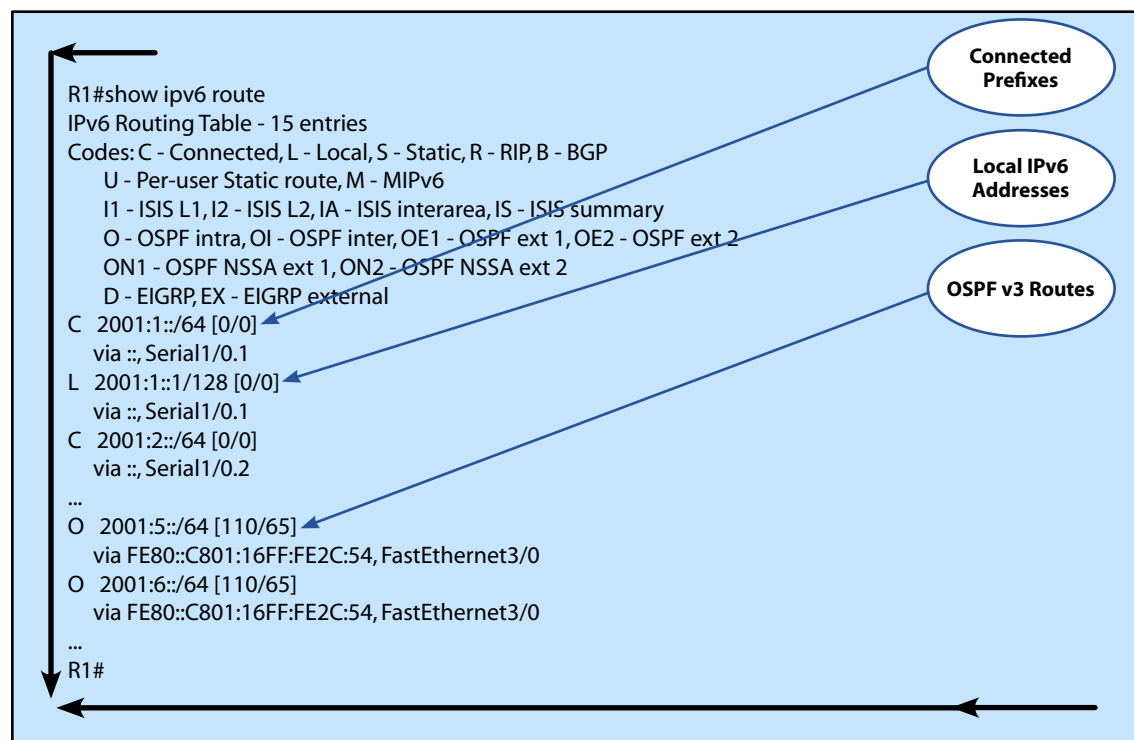 Connected
Prefixes
R1#show ipv6 route
IPv6 Routing Table - 15 entries
Codes: C - Connected, L - Local, S - Static, R - RIP, B - BGP
U - Per-user Static route, M - MIPv6
I1 - ISIS L1, I2 - ISIS L2, IA - ISIS interarea, IS - ISIS summary
O - OSPF intra, OI - OSPF inter, OE1 - OSPF ext 1, OE2 - OSPF ext 2
ON1 - OSPF NSSA ext 1, ON2 - OSPF NSSA ext 2
D - EIGRP, EX - EIGRP external
Local IPv6
Addresses
OSPF v3 Routes
C 2001:1::/64 [0/0]
via ::, Serial1/0.1
L 2001:1::1/128 [0/0]
via ::, Serial1/0.1
C 2001:2::/64 [0/0]
via ::, Serial1/0.2
...
O 2001:5::/64 [110/65]
via FE80::C801:16FF:FE2C:54, FastEthernet3/0
O 2001:6::/64 [110/65]
via FE80::C801:16FF:FE2C:54, FastEthernet3/0
...
R1#